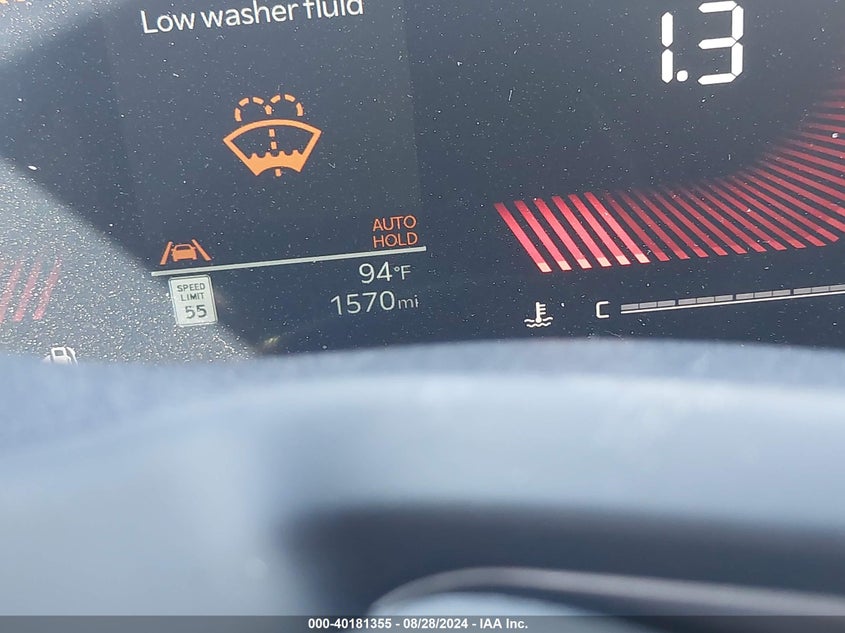 Low washer fluid
1.3
AUTO
HOLD
94°F
SPEED
LIMIT
55
1570mi
C
000-40181355 - 08/28/2024 - IAA Inc.